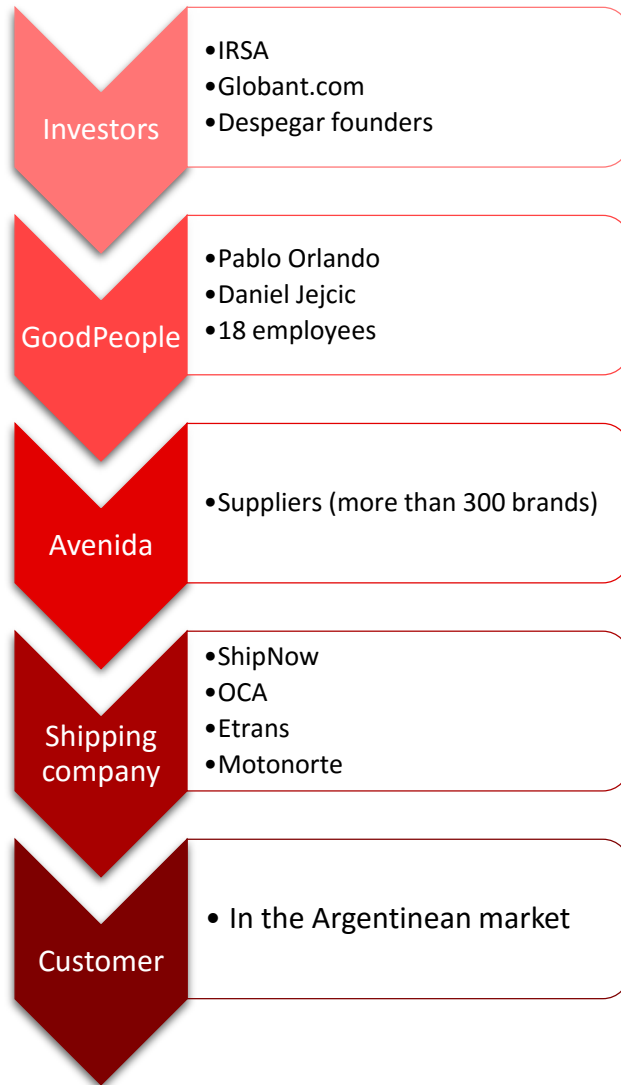 Investors
•IRSA
•Globant.com
•Despegar founders
GoodPeople
•Pablo Orlando
•Daniel Jejcic
•18 employees
Avenida
•Suppliers (more than 300 brands)
Shipping
company
•ShipNow
•OCA
•Etrans
•Motonorte
Customer
• In the Argentinean market